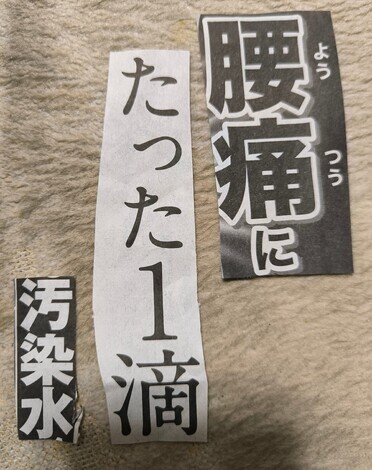 腰痛に
ようつう
たった1滴
汚染水